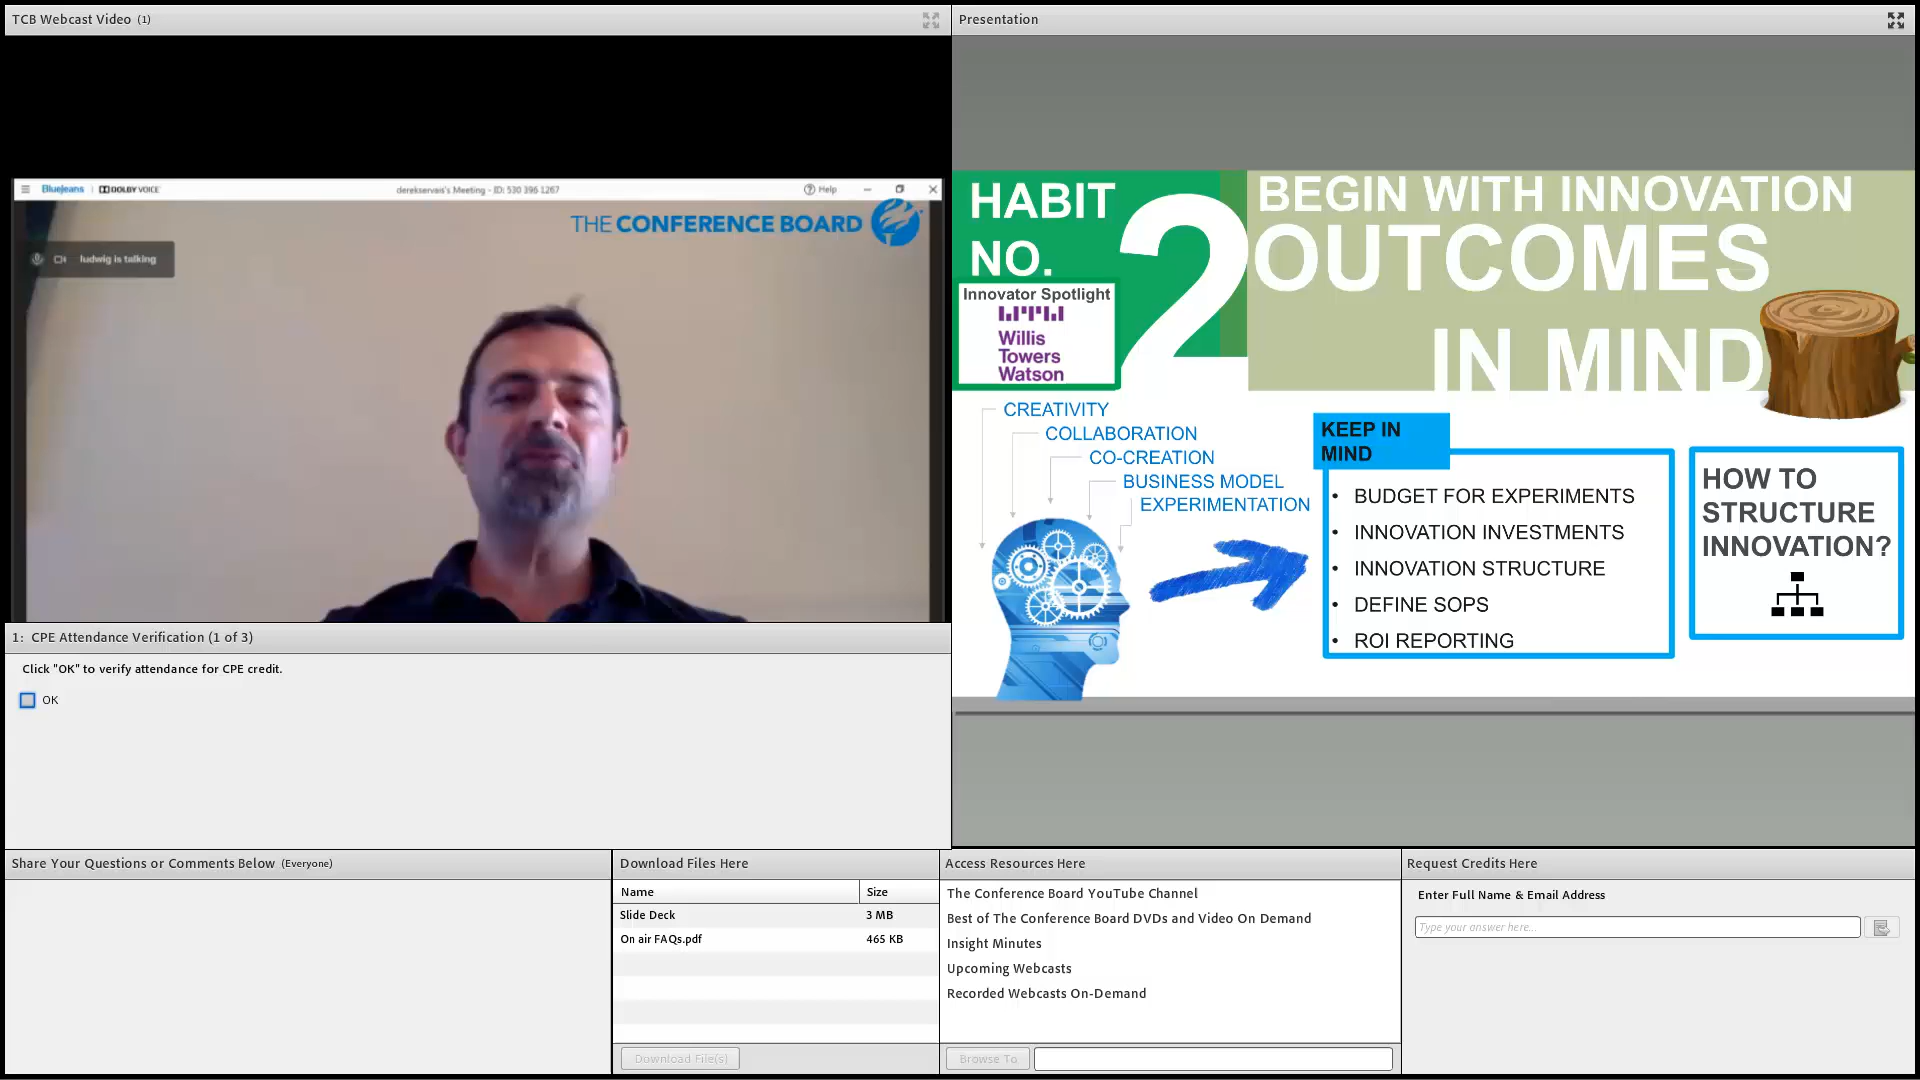 TCB Webcast Video (1)
BlueJeans | DOLBY VOICE
derekservais's Meeting - ID: 530 396 1267
Help
THE CONFERENCE BOARD
ludwig is talking
1: CPE Attendance Verification (1 of 3)
Click "OK" to verify attendance for CPE credit.
OK
Presentation
HABIT
NO.
2
BEGIN WITH INNOVATION
OUTCOMES
IN MIND
Innovator Spotlight
Willis
Towers
Watson
CREATIVITY
COLLABORATION
CO-CREATION
BUSINESS MODEL
EXPERIMENTATION
KEEP IN
MIND
• BUDGET FOR EXPERIMENTS
• INNOVATION INVESTMENTS
• INNOVATION STRUCTURE
• DEFINE SOPS
• ROI REPORTING
HOW TO
STRUCTURE
INNOVATION?
Share Your Questions or Comments Below (Everyone)
Download Files Here
Name Size
Slide Deck 3 MB
On air FAQs.pdf 465 KB
Download File(s)
Access Resources Here
The Conference Board YouTube Channel
Best of The Conference Board DVDs and Video On Demand
Insight Minutes
Upcoming Webcasts
Recorded Webcasts On-Demand
Browse To
Request Credits Here
Enter Full Name & Email Address
Type your answer here...